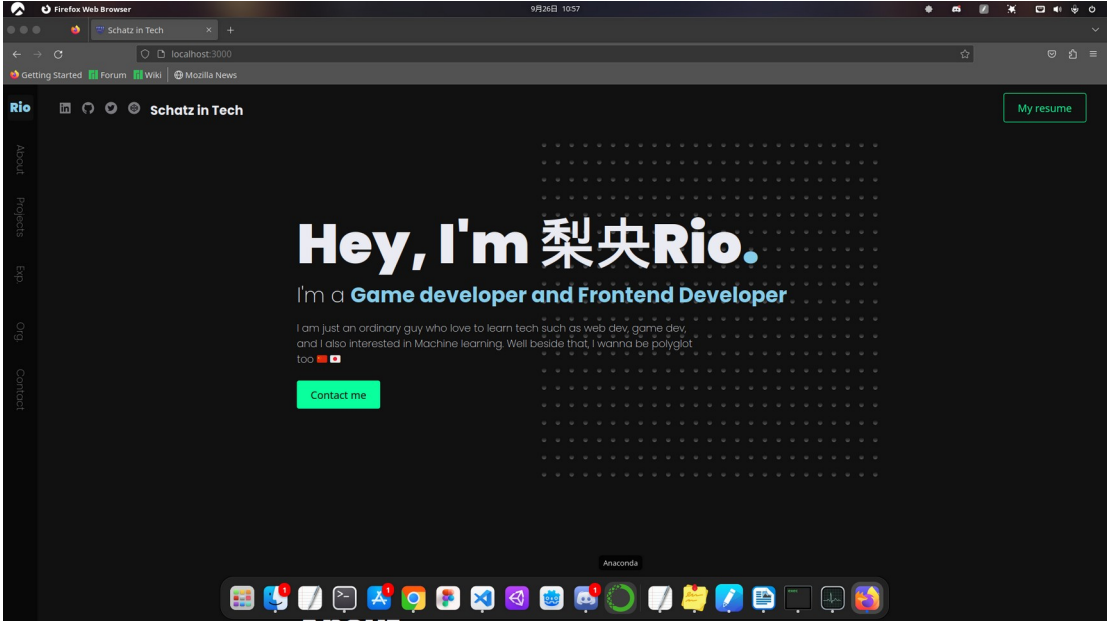 Firefox Web Browser
9月26日 10:57
Schatz in Tech
localhost:3000
Getting Started Forum Wiki Mozilla News
Rio
Schatz in Tech
My resume
About
Projects
Exp.
Org.
Contact
Hey, I'm 梨央Rio.
I'm a Game developer and Frontend Developer
I am just an ordinary guy who love to learn tech such as web dev, game dev,
and I also interested in Machine learning. Well beside that, I wanna be polyglot
too 🇨🇳 🇯🇵
Contact me
Anaconda
1
1
1